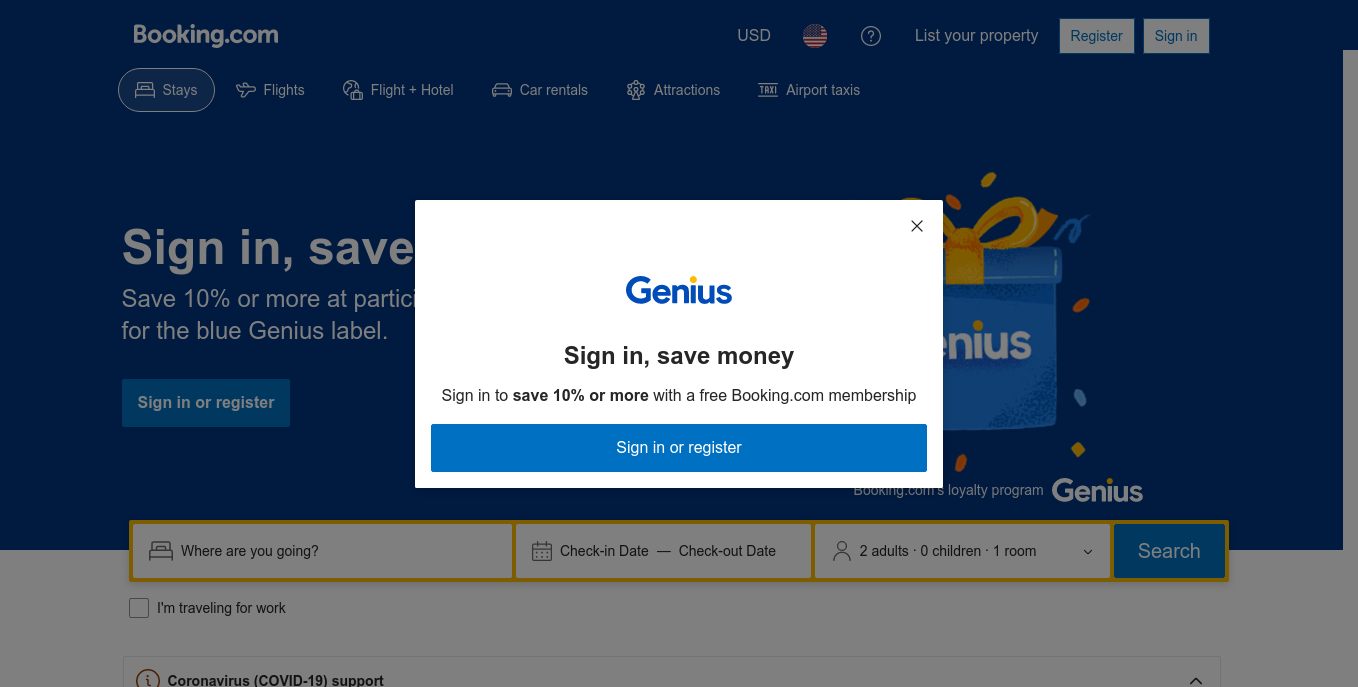 Booking.com
USD
List your property
Register
Sign in
Stays
Flights
Flight + Hotel
Car rentals
Attractions
TAXI
Airport taxis
Sign in, save
Save 10% or more at partici
for the blue Genius label.
Sign in or register
Genius
Sign in, save money
Sign in to save 10% or more with a free Booking.com membership
Sign in or register
enius
Booking.com's loyalty program
Genius
Where are you going?
Check-in Date — Check-out Date
2 adults · 0 children · 1 room
Search
I'm traveling for work
Coronavirus (COVID-19) support